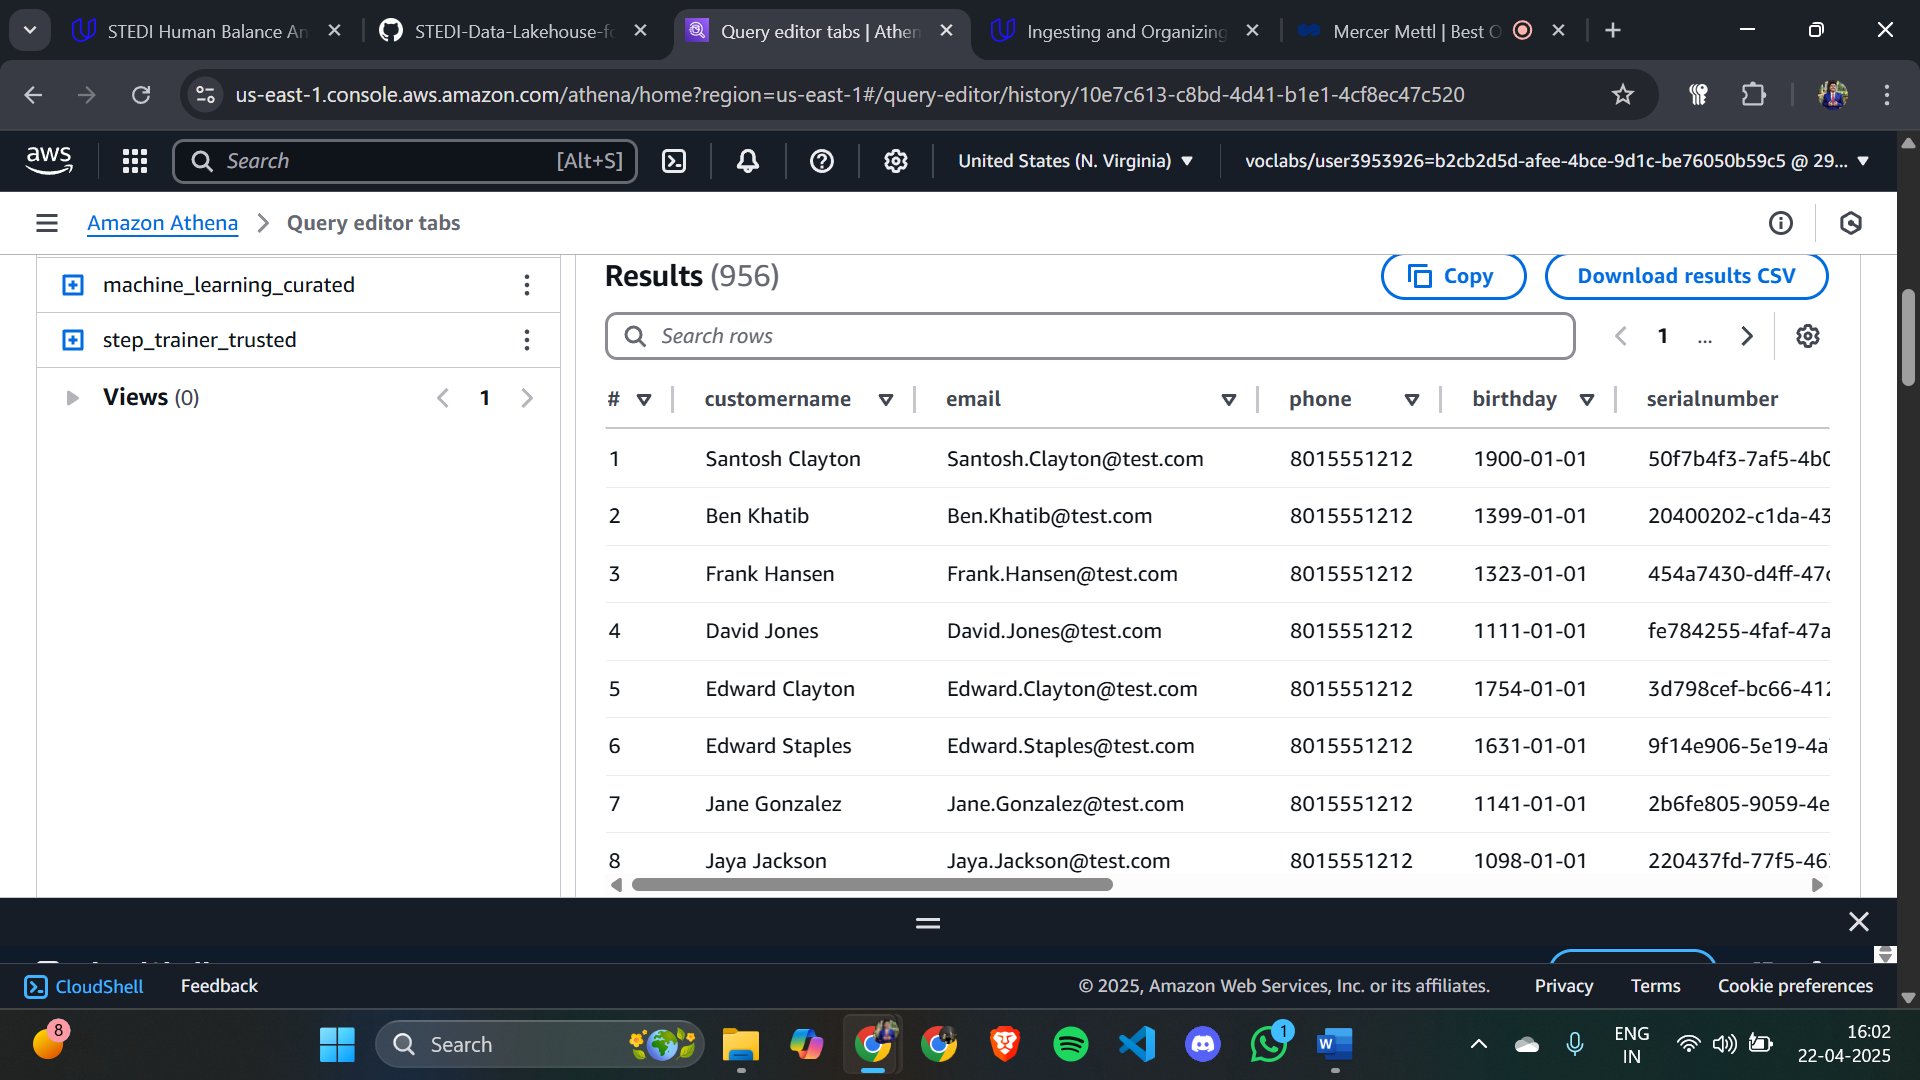 STEDI Human Balance An
STEDI-Data-Lakehouse-fo
Query editor tabs | Athen
Ingesting and Organizing
Mercer Mettl | Best O
us-east-1.console.aws.amazon.com/athena/home?region=us-east-1#/query-editor/history/10e7c613-c8bd-4d41-b1e1-4cf8ec47c520
aws
Search
[Alt+S]
United States (N. Virginia)
voclabs/user3953926=b2cb2d5d-afee-4bce-9d1c-be76050b59c5 @ 29...
Amazon Athena
Query editor tabs
machine_learning_curated
step_trainer_trusted
Views (0)
1
Results (956)
Copy
Download results CSV
Search rows
1
...
# customername email phone birthday serialnumber
1 Santosh Clayton Santosh.Clayton@test.com 8015551212 1900-01-01 50f7b4f3-7af5-4b0
2 Ben Khatib Ben.Khatib@test.com 8015551212 1399-01-01 20400202-c1da-43
3 Frank Hansen Frank.Hansen@test.com 8015551212 1323-01-01 454a7430-d4ff-47c
4 David Jones David.Jones@test.com 8015551212 1111-01-01 fe784255-4faf-47a
5 Edward Clayton Edward.Clayton@test.com 8015551212 1754-01-01 3d798cef-bc66-412
6 Edward Staples Edward.Staples@test.com 8015551212 1631-01-01 9f14e906-5e19-4a
7 Jane Gonzalez Jane.Gonzalez@test.com 8015551212 1141-01-01 2b6fe805-9059-4e
8 Jaya Jackson Jaya.Jackson@test.com 8015551212 1098-01-01 220437fd-77f5-463
CloudShell
Feedback
© 2025, Amazon Web Services, Inc. or its affiliates.
Privacy
Terms
Cookie preferences
8
Search
1
ENG
IN
16:02
22-04-2025